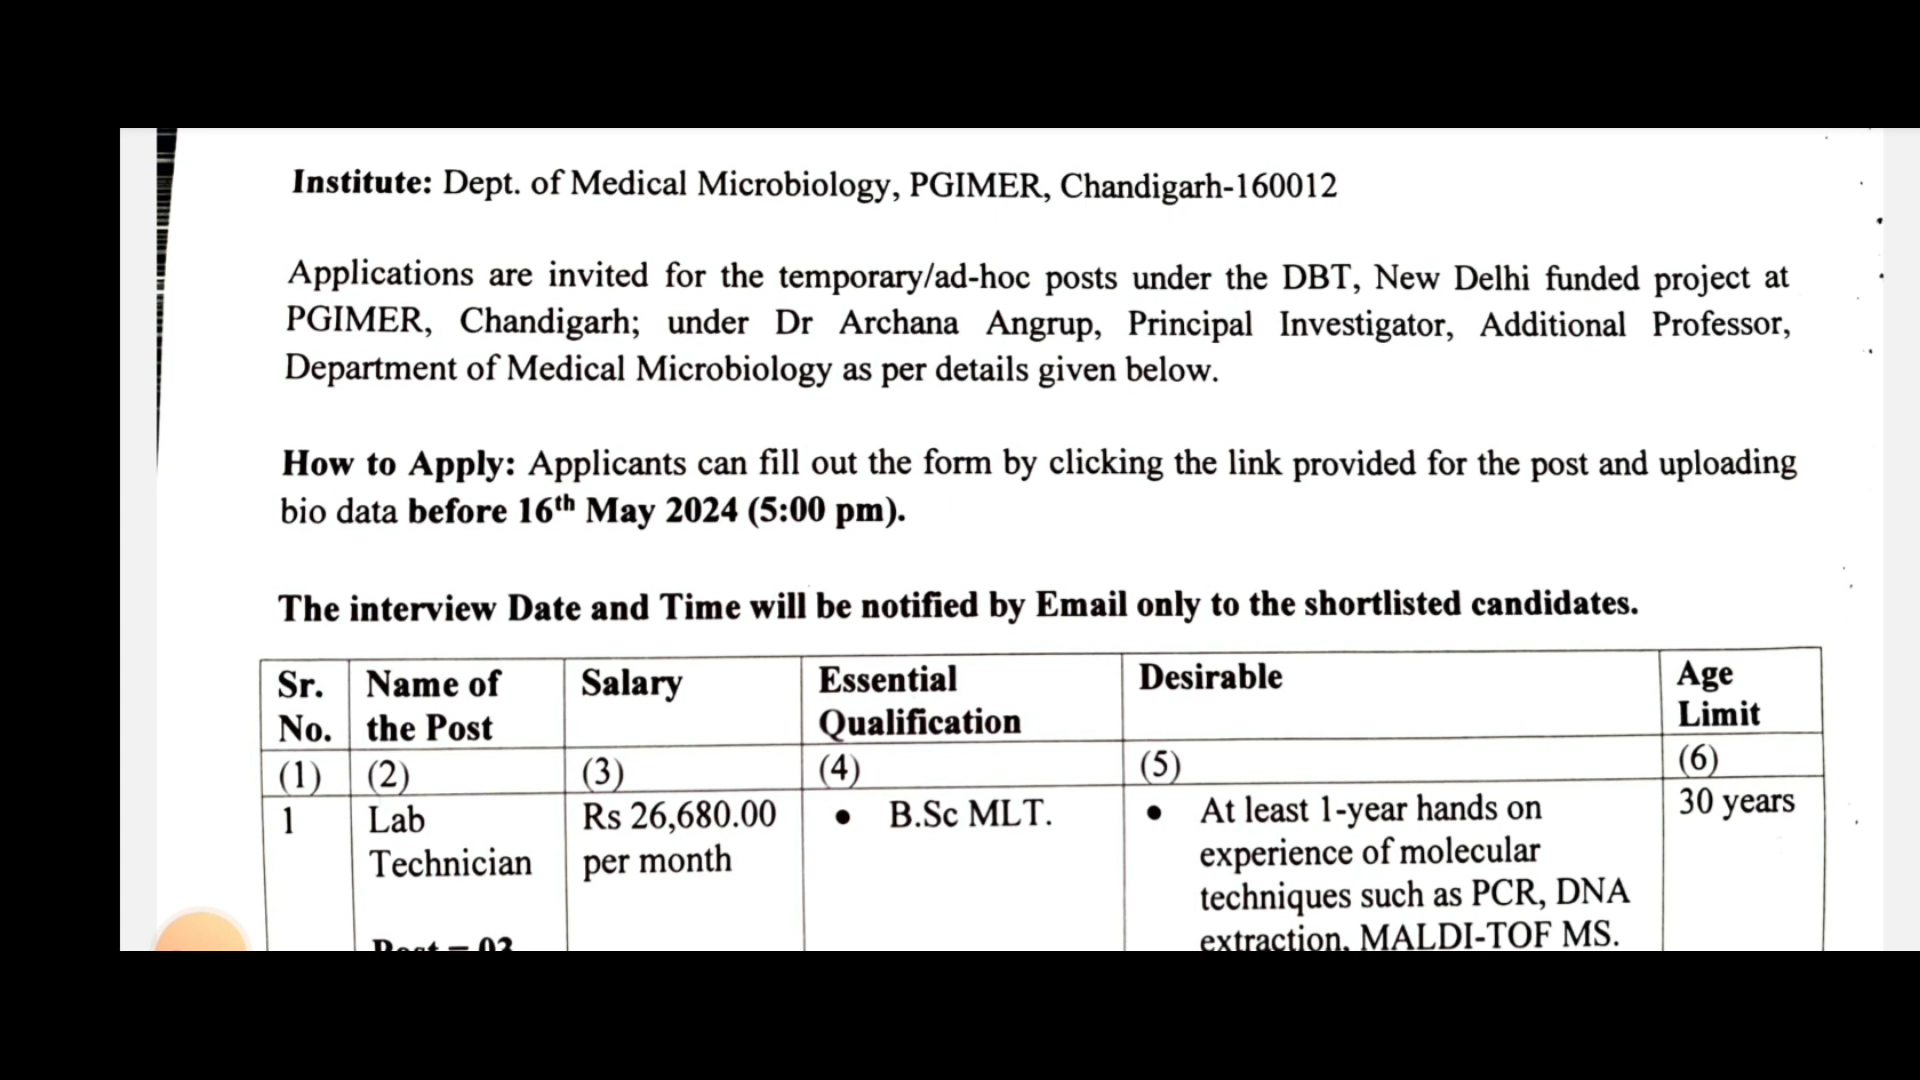 Institute: Dept. of Medical Microbiology, PGIMER, Chandigarh-160012
Applications are invited for the temporary/ad-hoc posts under the DBT, New Delhi funded project at
PGIMER, Chandigarh; under Dr Archana Angrup, Principal Investigator, Additional Professor,
Department of Medical Microbiology as per details given below.
How to Apply: Applicants can fill out the form by clicking the link provided for the post and uploading
bio data before 16th May 2024 (5:00 pm).
The interview Date and Time will be notified by Email only to the shortlisted candidates.
Sr. No. Name of the Post Salary Essential Qualification Desirable Age Limit
(1) (2) (3) (4) (5) (6)
1 Lab Rs 26,680.00 • B.Sc MLT. • At least 1-year hands on 30 years
Technician per month experience of molecular
techniques such as PCR, DNA
extraction, MALDI-TOF MS.